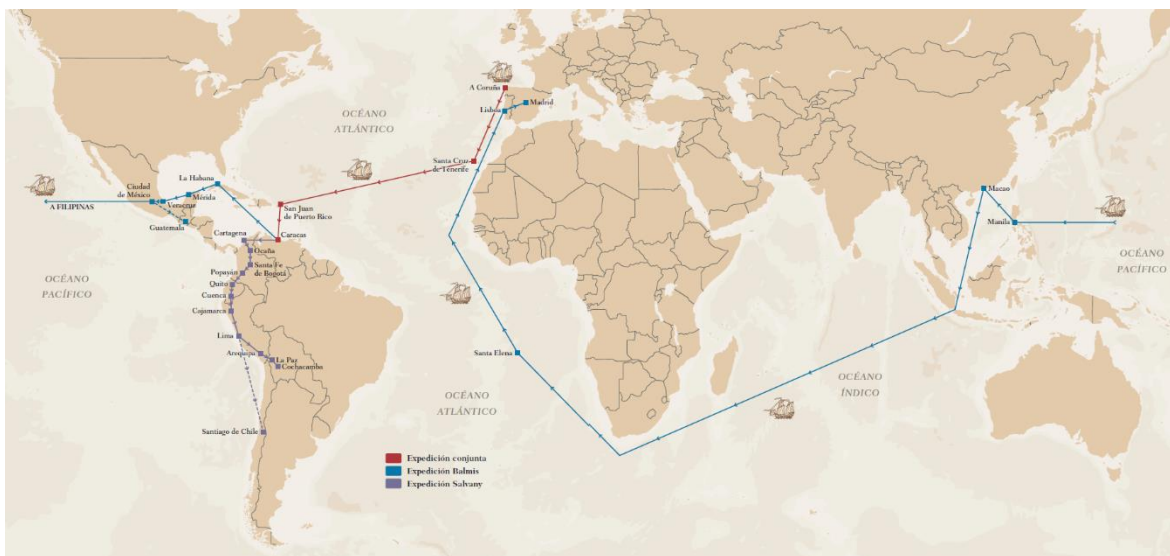 A Coruña
Lisboa
Madrid
OCÉANO
ATLÁNTICO
Santa Cruz
de Tenerife
La Habana
Ciudad
de México
Mérida
Veracruz
A FILIPINAS
Guatemala
San Juan
de Puerto Rico
Caracas
Cartagena
Ocaña
Santa Fe
de Bogotá
Popayán
Quito
Cuenca
Cajamarca
Lima
Arequipa
La Paz
Cochacamba
Santiago de Chile
OCÉANO
PACÍFICO
Macao
Manila
OCÉANO
PACÍFICO
Santa Elena
OCÉANO
ATLÁNTICO
OCÉANO
ÍNDICO
Expedición conjunta
Expedición Balmis
Expedición Salvany